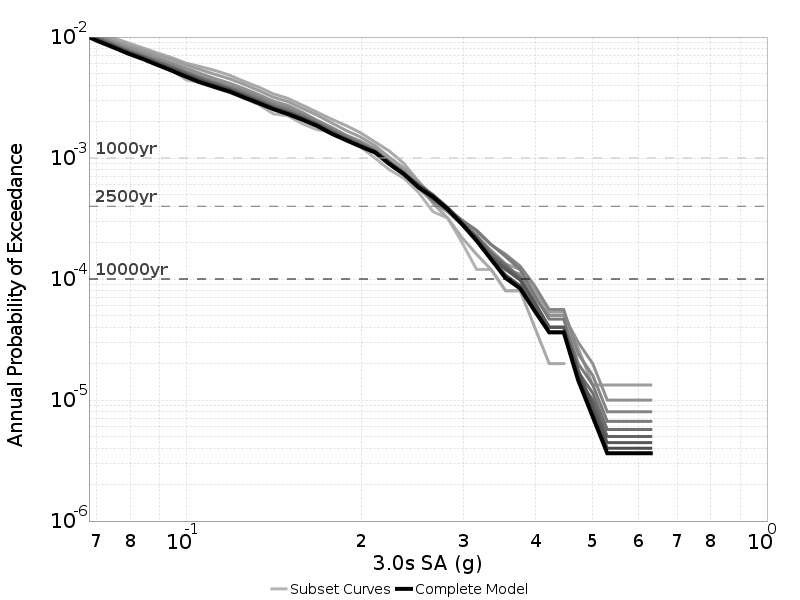 10-2
10-3
10-4
10-5
10-6
Annual Probability of Exceedance
1000yr
2500yr
10000yr
7 8 10-1 2 3 4 5 6 7 8 100
3.0s SA (g)
Subset Curves Complete Model